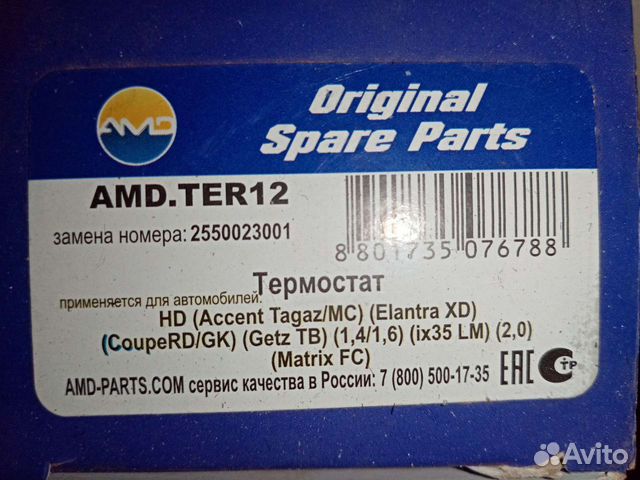 AMD
Original
Spare Parts
AMD.TER12
замена номера: 2550023001
8 801735 076788
Термостат
применяется для автомобилей:
HD (Accent Tagaz/MC) (Elantra XD)
(CoupeRD/GK) (Getz TB) (1,4/1,6) (ix35 LM) (2,0)
(Matrix FC)
AMD-PARTS.COM сервис качества в России: 7 (800) 500-17-35
EAC
СТР
Avito